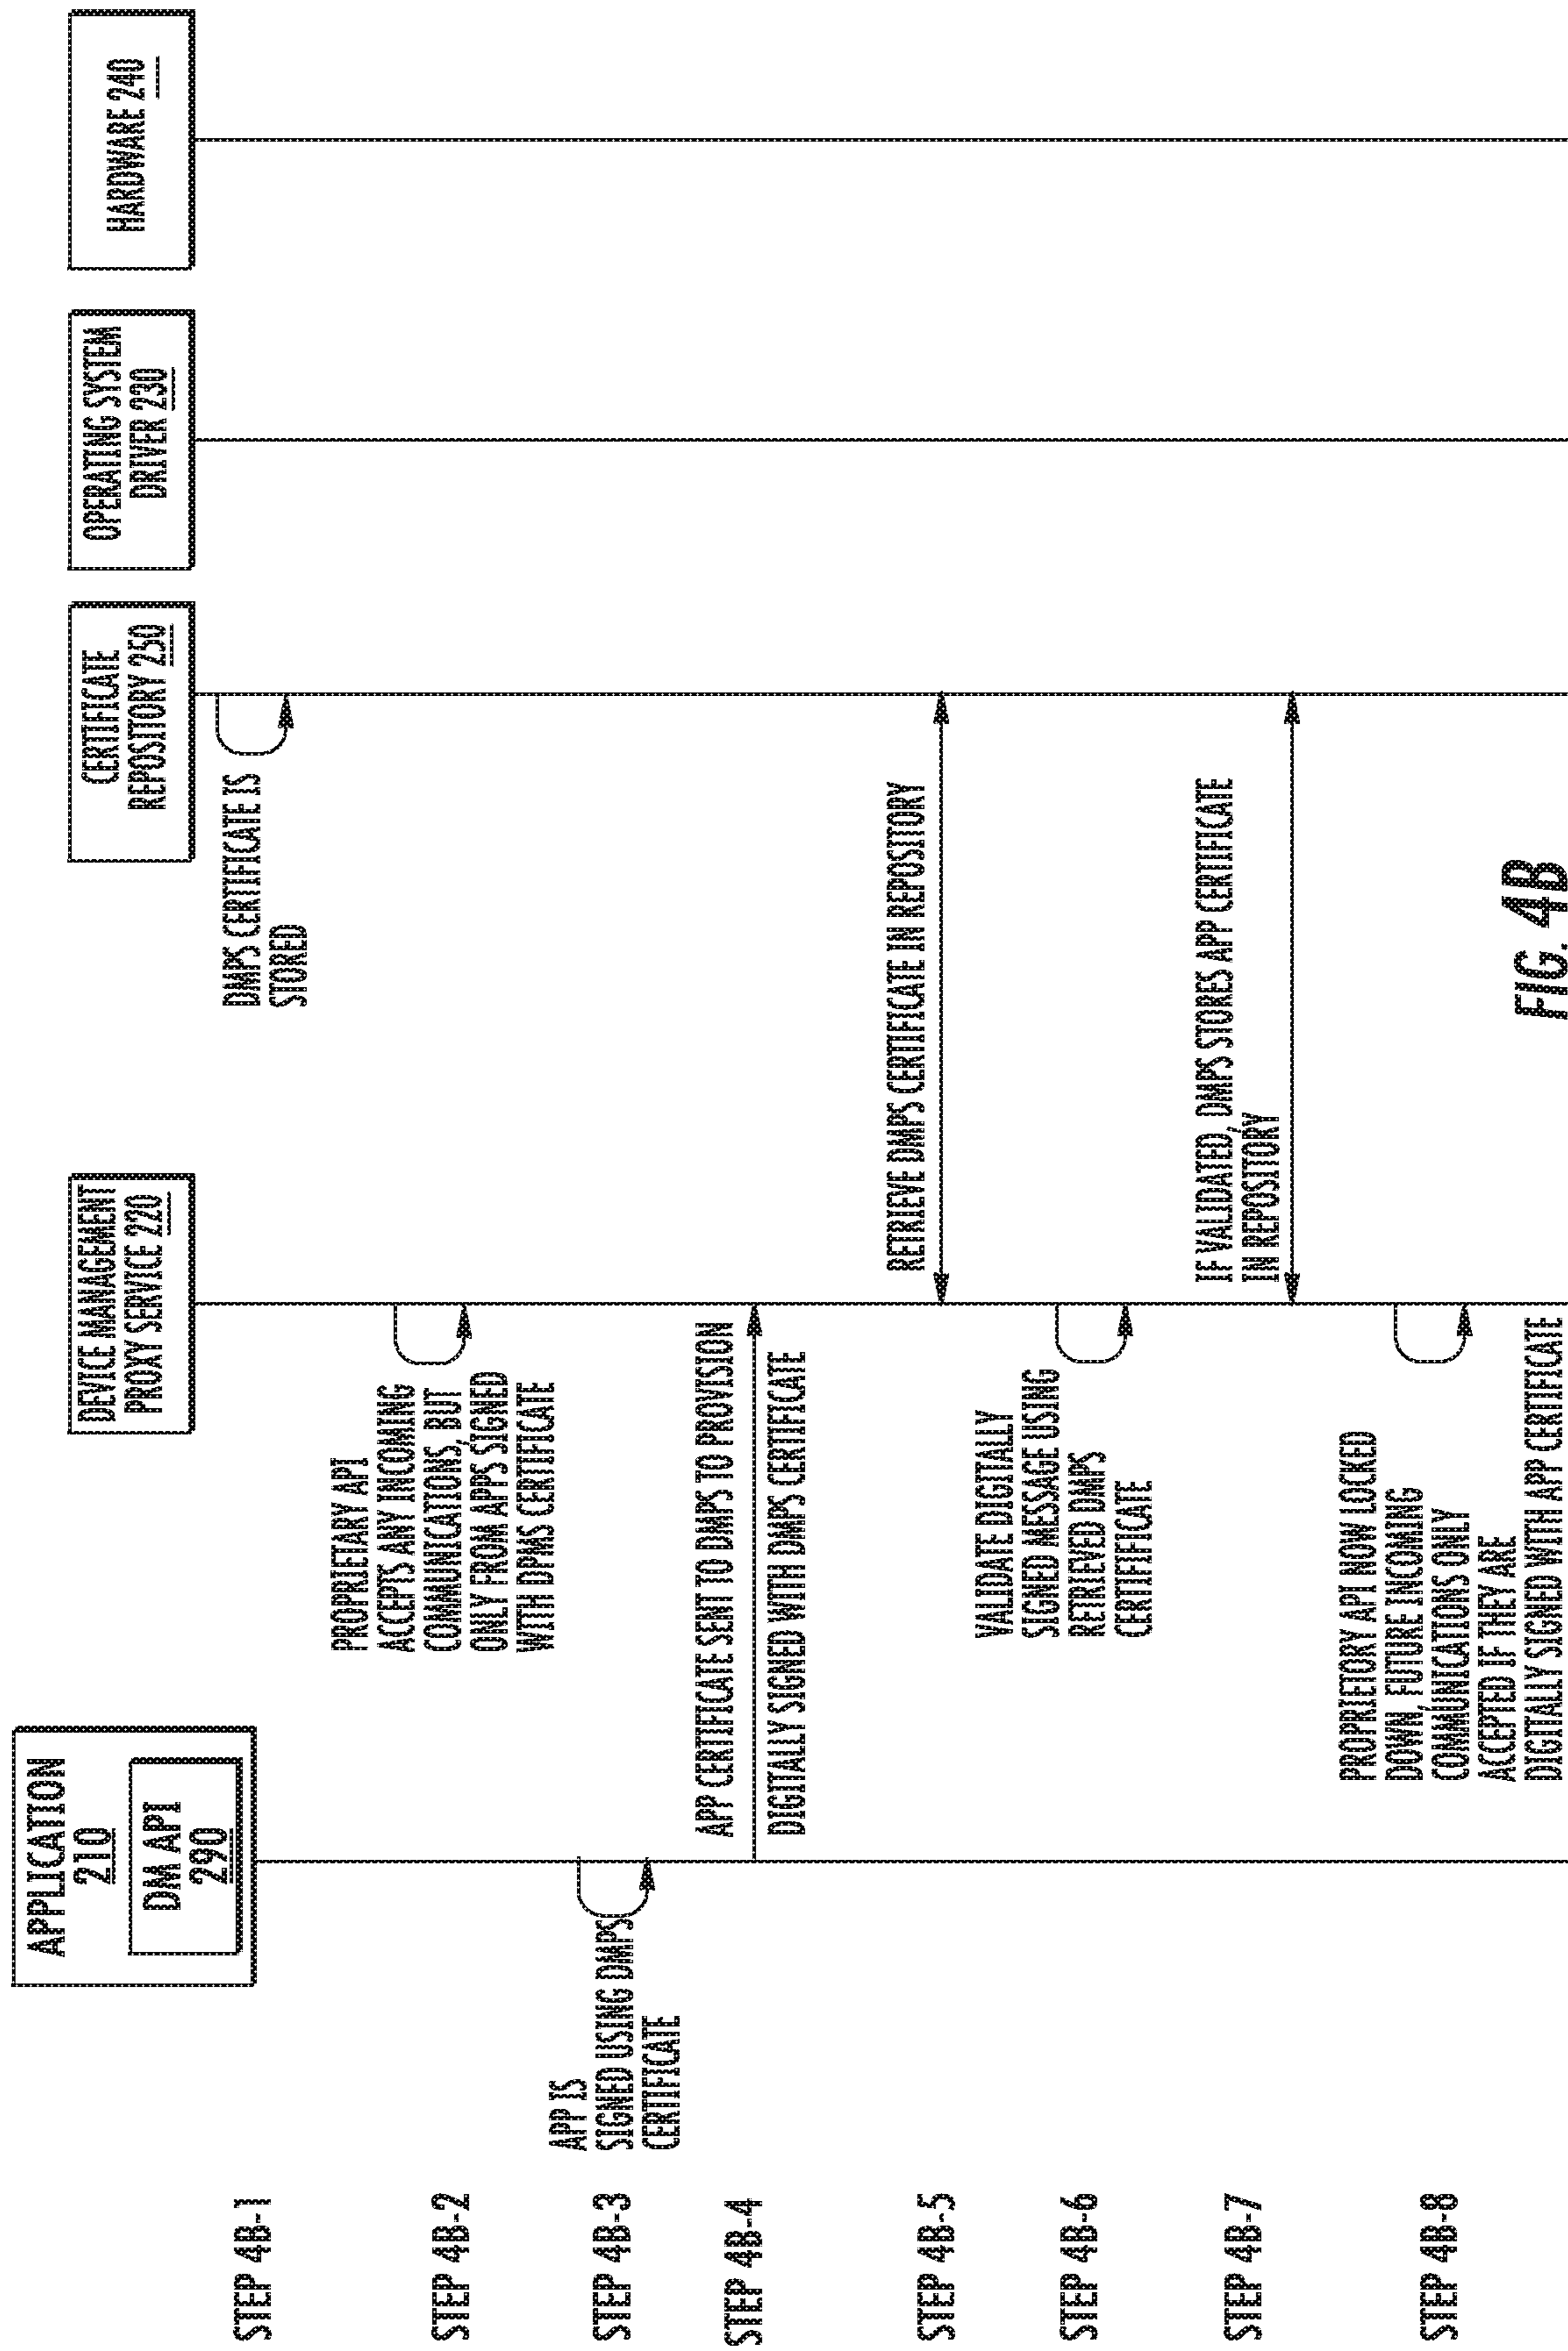 APPLICATION
210
DM API
290
DEVICE MANAGEMENT
PROXY SERVICE 220
CERTIFICATE
REPOSITORY 250
OPERATING SYSTEM
DRIVER 230
HARDWARE 240
STEP 4B-1
DMPS CERTIFICATE IS
STORED
STEP 4B-2
PROPRIETARY API
ACCEPTS ANY INCOMING
COMMUNICATIONS, BUT
ONLY FROM APPS SIGNED
WITH DPMS CERTIFICATE
STEP 4B-3
APP IS
SIGNED USING DMPS
CERTIFICATE
STEP 4B-4
APP CERTIFICATE SENT TO DMPS TO PROVISION
DIGITALLY SIGNED WITH DMPS CERTIFICATE
STEP 4B-5
RETRIEVE DMPS CERTIFICATE IN REPOSITORY
STEP 4B-6
VALIDATE DIGITALLY
SIGNED MESSAGE USING
RETRIEVED DMPS
CERTIFICATE
STEP 4B-7
IF VALIDATED, DMPS STORES APP CERTIFICATE
IN REPOSITORY
STEP 4B-8
PROPRIETORY API NOW LOCKED
DOWN, FUTURE INCOMING
COMMUNICATIONS ONLY
ACCEPTED IF THEY ARE
DIGITALLY SIGNED WITH APP CERTIFICATE
FIG. 4B